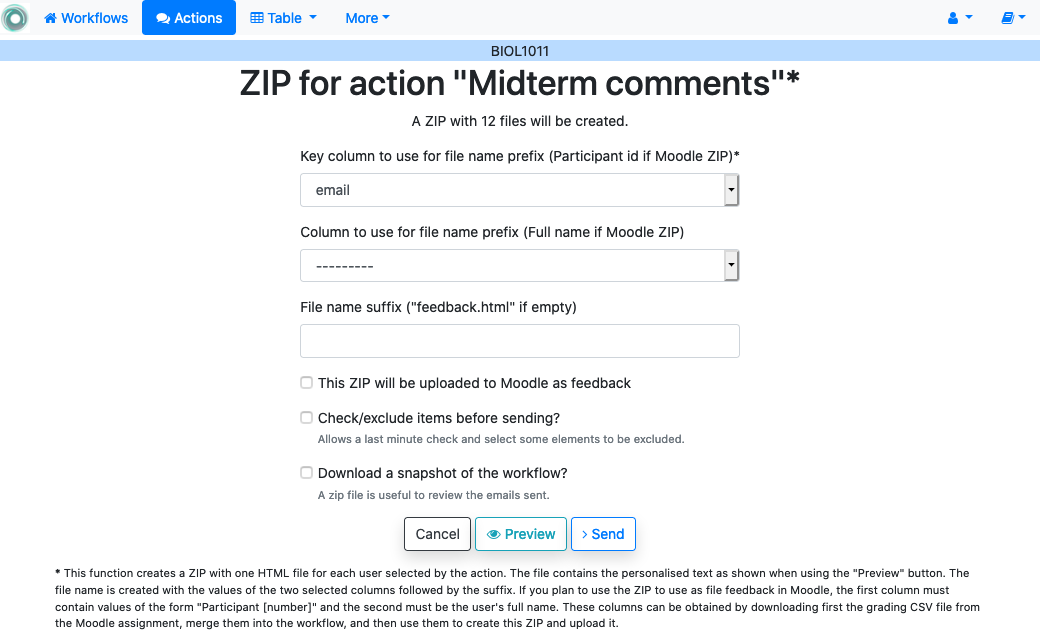 Workflows Actions Table More
BIOL1011
ZIP for action "Midterm comments"*
A ZIP with 12 files will be created.
Key column to use for file name prefix (Participant id if Moodle ZIP)*
email
Column to use for file name prefix (Full name if Moodle ZIP)
---------
File name suffix ("feedback.html" if empty)
This ZIP will be uploaded to Moodle as feedback
Check/exclude items before sending?
Allows a last minute check and select some elements to be excluded.
Download a snapshot of the workflow?
A zip file is useful to review the emails sent.
Cancel Preview Send
* This function creates a ZIP with one HTML file for each user selected by the action. The file contains the personalised text as shown when using the "Preview" button. The
file name is created with the values of the two selected columns followed by the suffix. If you plan to use the ZIP to use as file feedback in Moodle, the first column must
contain values of the form "Participant [number]" and the second must be the user's full name. These columns can be obtained by downloading first the grading CSV file from
the Moodle assignment, merge them into the workflow, and then use them to create this ZIP and upload it.